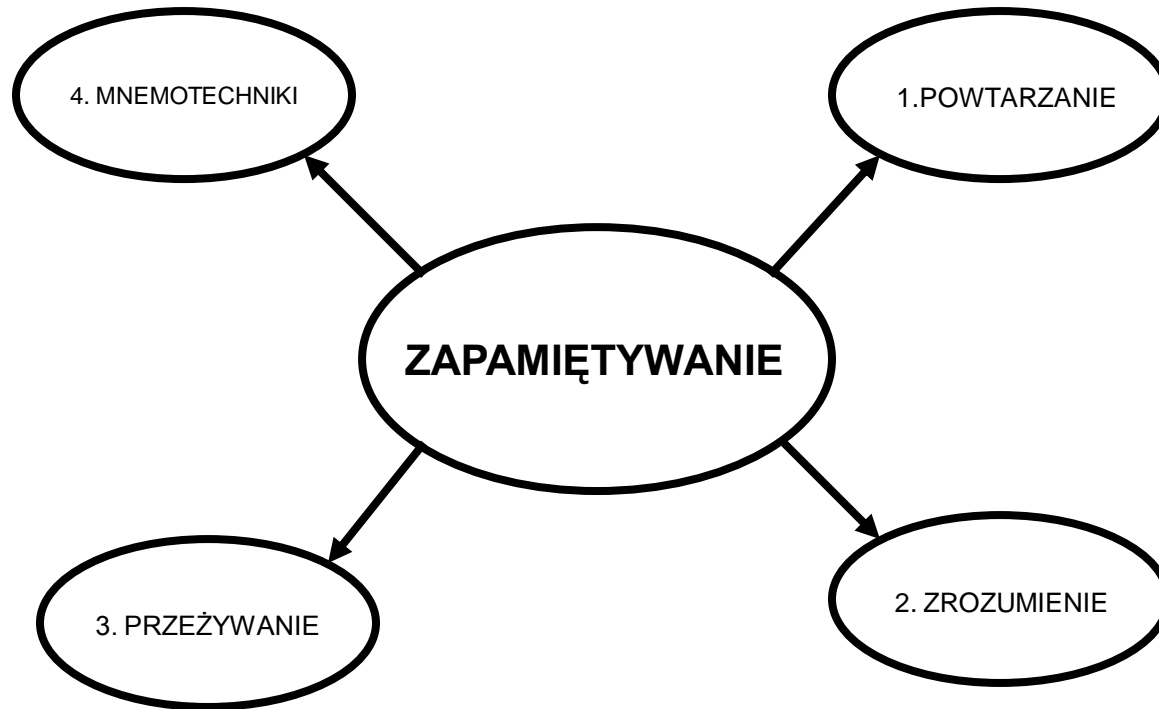 4. MNEMOTECHNIKI
1.POWTARZANIE
ZAPAMIĘTYWANIE
3. PRZEŻYWANIE
2. ZROZUMIENIE